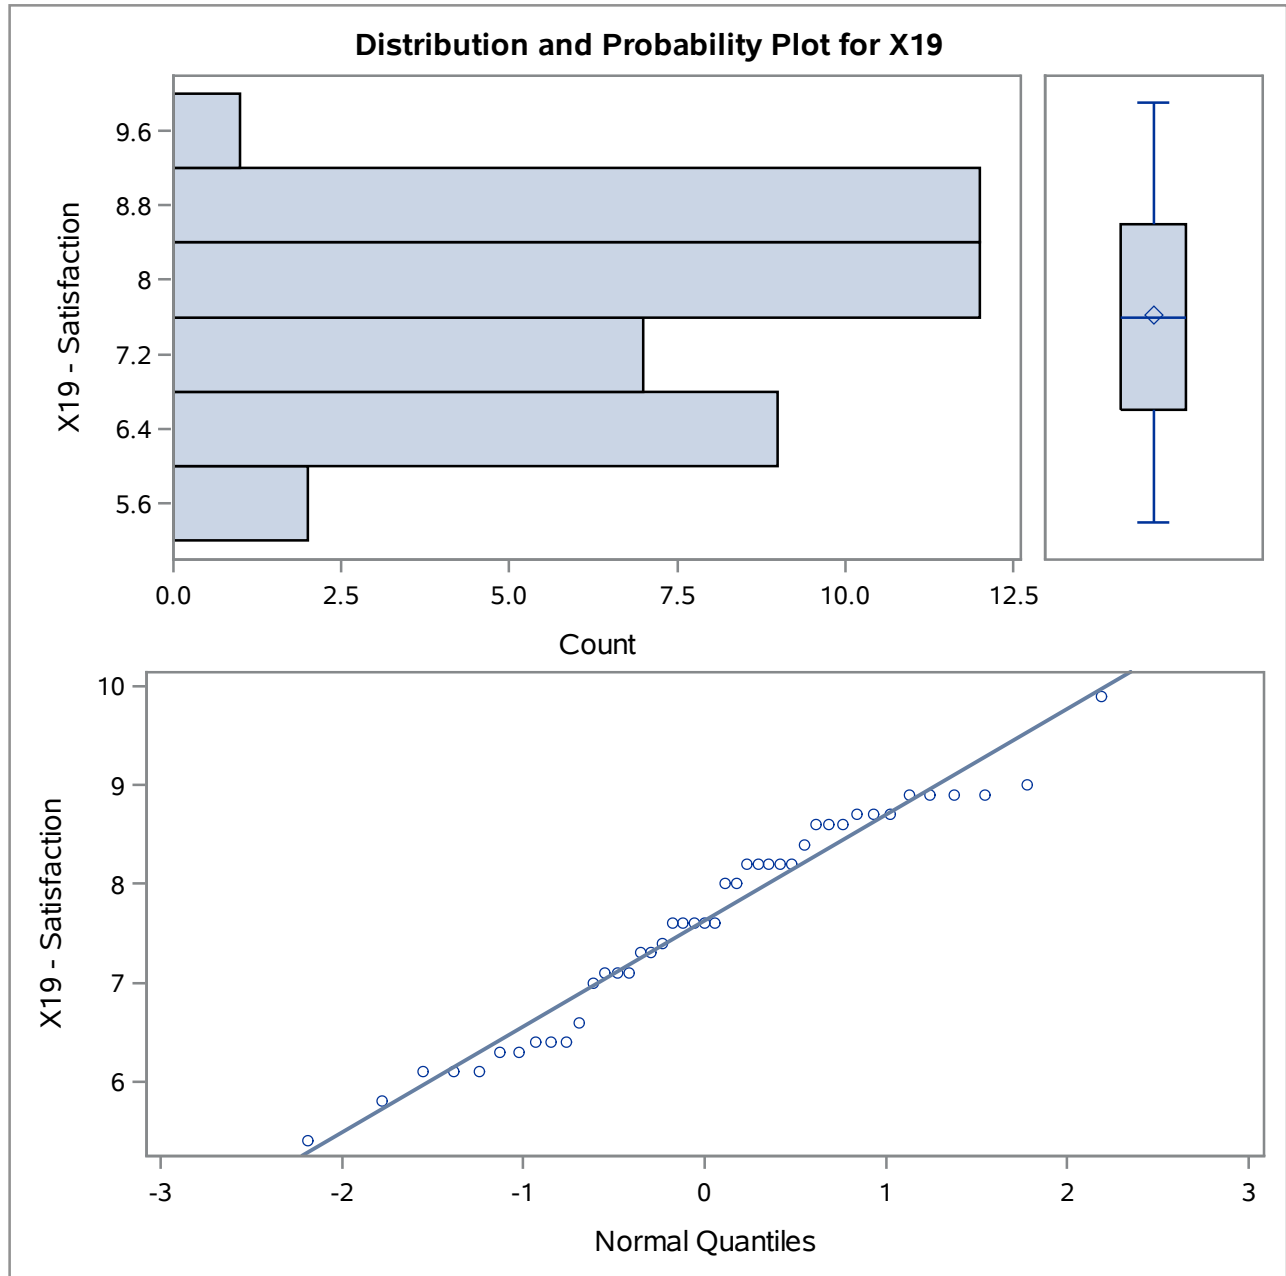 Distribution and Probability Plot for X19
X19 - Satisfaction
9.6
8.8
8
7.2
6.4
5.6
0.0 2.5 5.0 7.5 10.0 12.5
Count
X19 - Satisfaction
10
9
8
7
6
-3 -2 -1 0 1 2 3
Normal Quantiles